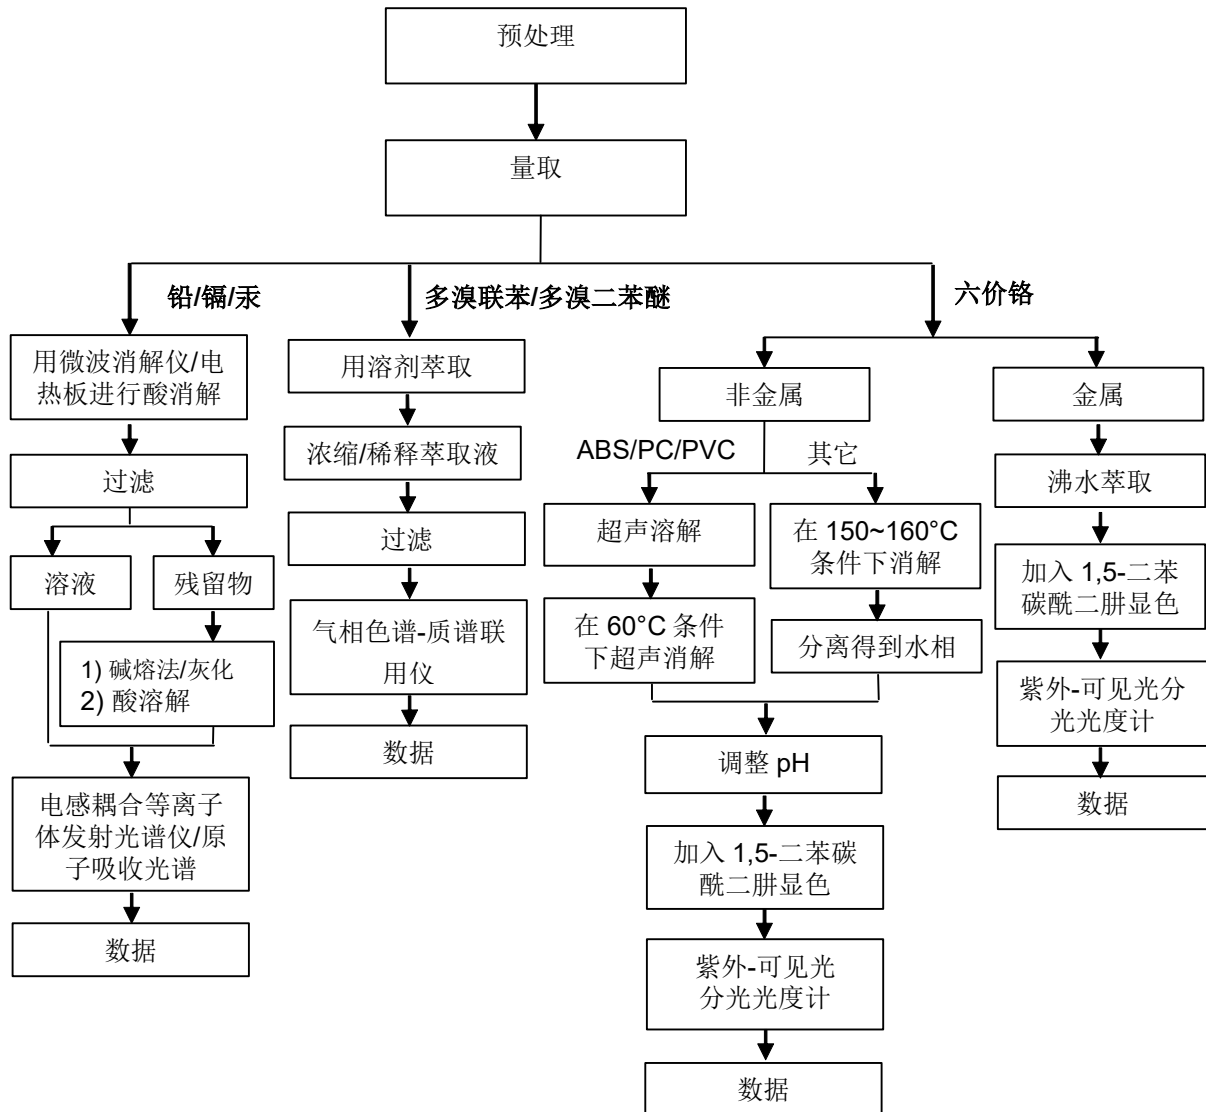 预处理
量取
铅/镉/汞
多溴联苯/多溴二苯醚
六价铬
用微波消解仪/电
热板进行酸消解
过滤
溶液
残留物
1) 碱熔法/灰化
2) 酸溶解
电感耦合等离子
体发射光谱仪/原
子吸收光谱
数据
用溶剂萃取
浓缩/稀释萃取液
过滤
气相色谱-质谱联
用仪
数据
非金属
ABS/PC/PVC
其它
超声溶解
在 60°C 条件
下超声消解
在 150~160°C
条件下消解
分离得到水相
调整 pH
加入 1,5-二苯碳
酰二肼显色
紫外-可见光
分光光度计
数据
金属
沸水萃取
加入 1,5-二苯
碳酰二肼显色
紫外-可见光分
光光度计
数据